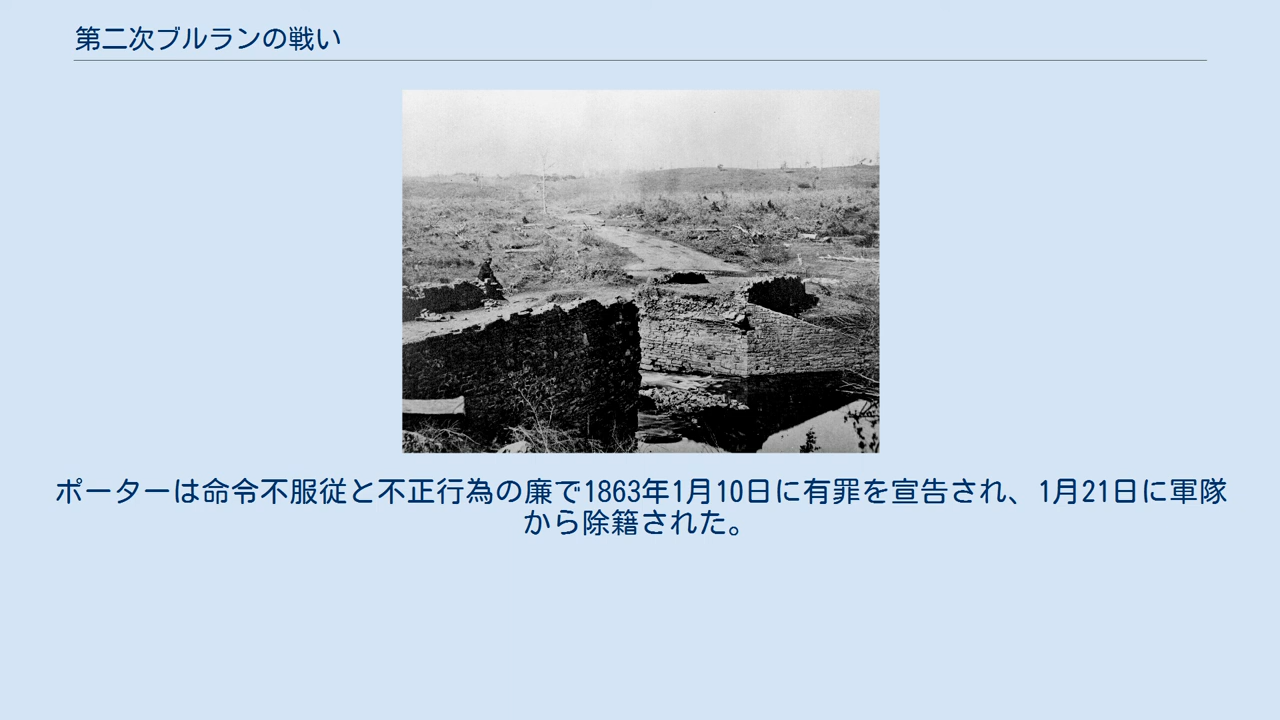 第二次ブルランの戦い
ポーターは命令不服従と不正行為の廉で1863年1月10日に有罪を宣告され、1月21日に軍隊
から除籍された。